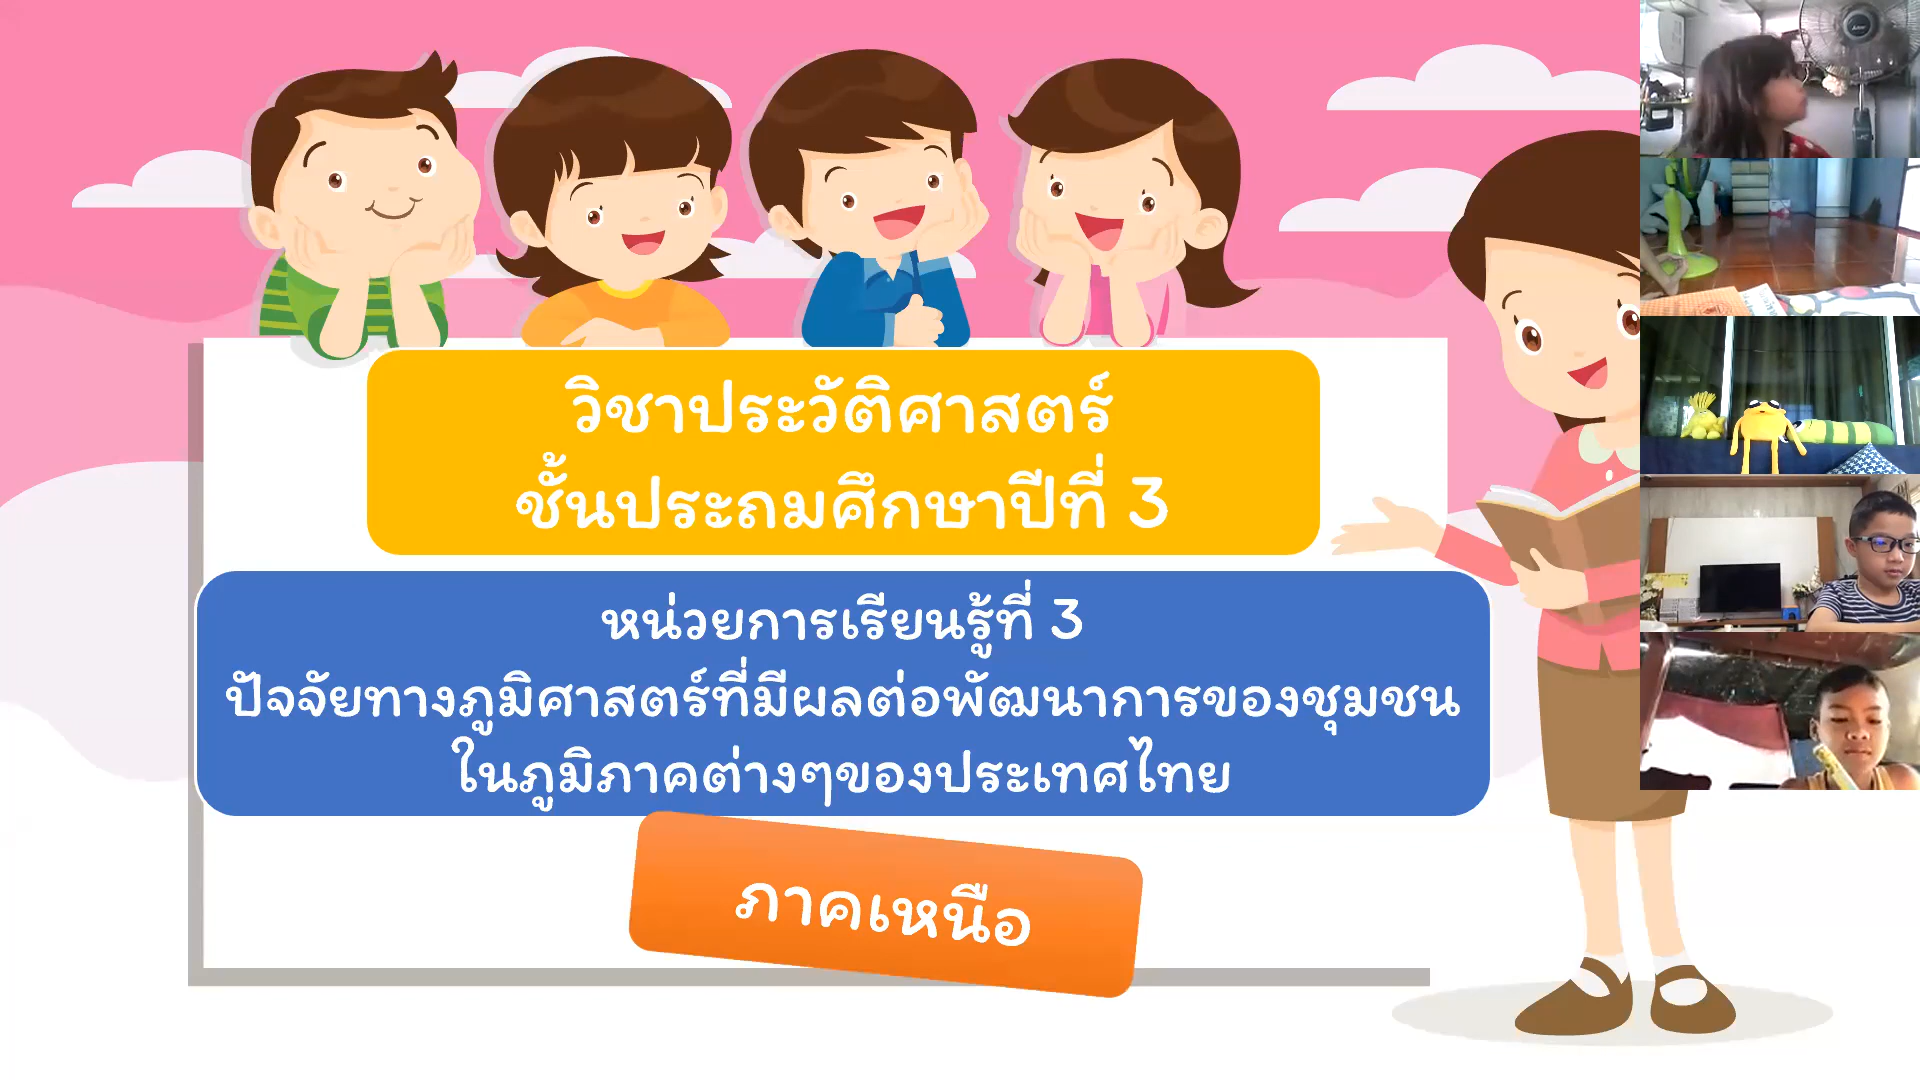 วิชาประวัติศาสตร์
ชั้นประถมศึกษาปีที่ 3
หน่วยการเรียนรู้ที่ 3
ปัจจัยทางภูมิศาสตร์ที่มีผลต่อพัฒนาการของชุมชน
ในภูมิภาคต่างๆของประเทศไทย
ภาคเหนือ